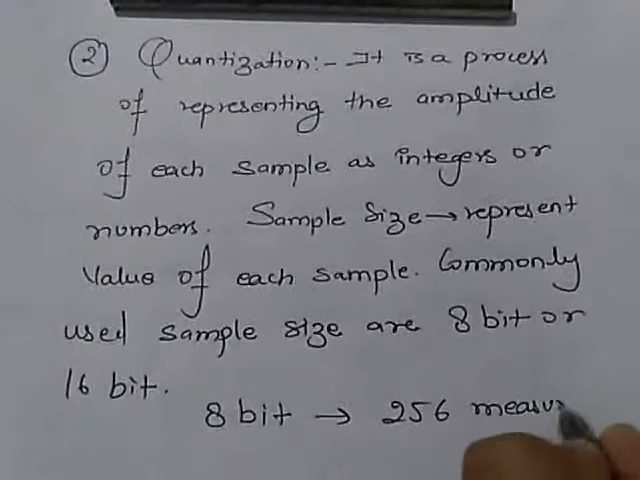 ② Quantization:- It is a process
of representing the amplitude
of each sample as integers or
numbers. Sample size → represent
value of each sample. Commonly
used sample size are 8 bit or
16 bit.
8 bit → 256 measu